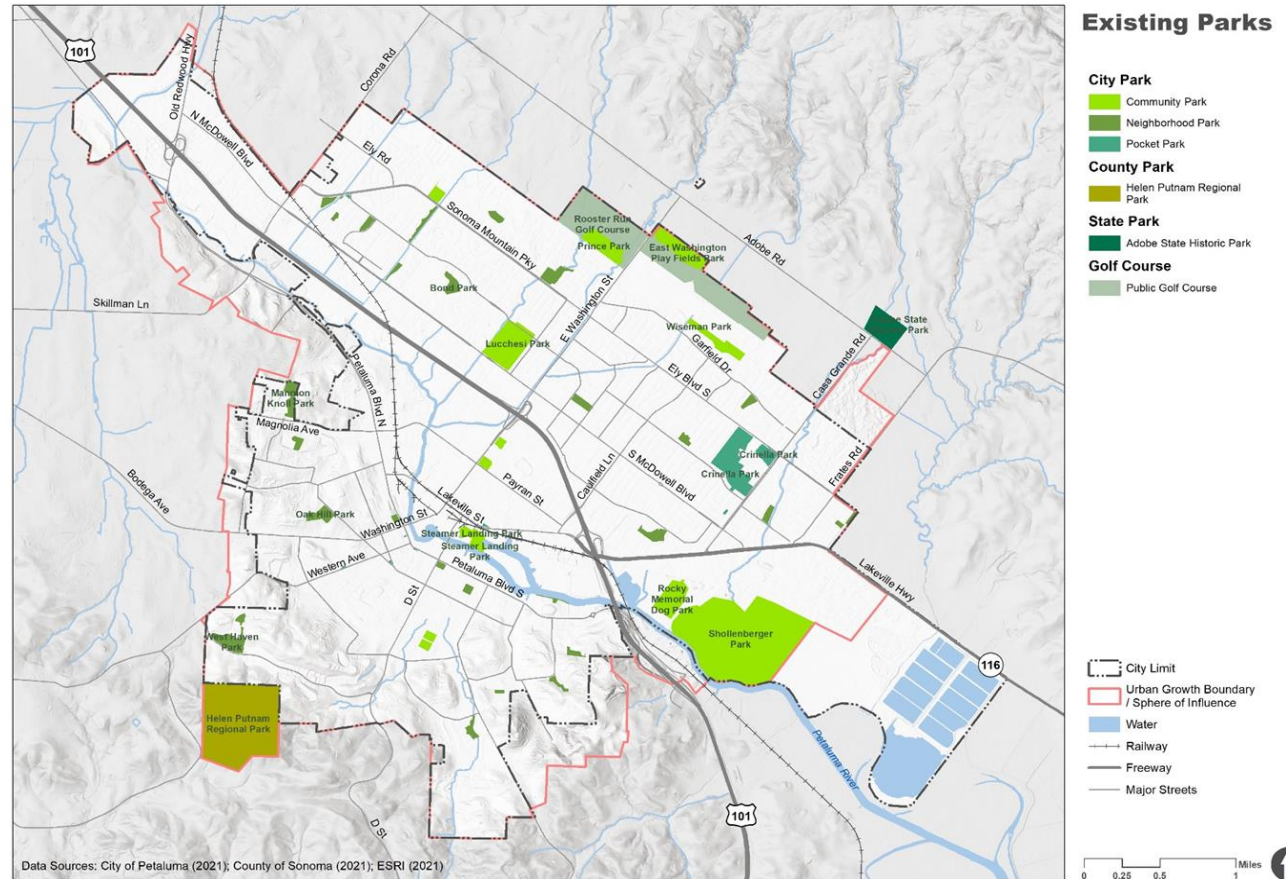 Existing Parks
City Park
Community Park
Neighborhood Park
Pocket Park
County Park
Helen Putnam Regional
Park
State Park
Adobe State Historic Park
Golf Course
Public Golf Course
City Limit
Urban Growth Boundary
/ Sphere of Influence
Water
Railway
Freeway
Major Streets
0 0.25 0.5 1 Miles
101
Old Redwood Hwy
N McDowell Blvd
Corona Rd
Ely Rd
Sonoma Mountain Pky
Rooster Run
Golf Course
Prince Park
East Washington
Play Fields Park
Adobe Rd
Bond Park
E Washington St
Skillman Ln
Lucchesi Park
Wiseman Park
Garfield Dr
e State
Park
Casa Grande Rd
Petaluma Blvd N
Ely Blvd S
Knoll Park
Magnolia Ave
Crinella Park
Crinella Park
Frates Rd
Caulfield Ln
S McDowell Blvd
Payran St
Bodega Ave
Oak Hill Park
Washington St
Lakeville St
Steamer Landing Park
Steamer Landing
Park
Western Ave
Petaluma Blvd S
D St
Lakeville Hwy
Rocky
Memorial
Dog Park
Shollenberger
Park
West Haven
Park
116
Helen Putnam
Regional Park
Petaluma River
D St
101
Data Sources: City of Petaluma (2021); County of Sonoma (2021); ESRI (2021)